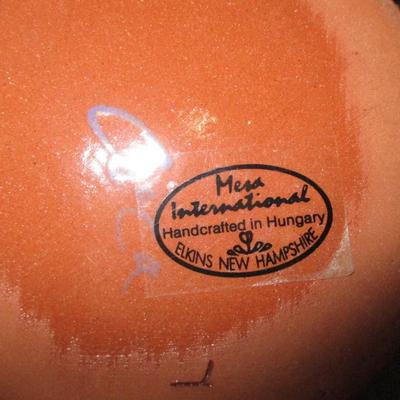 Mesa
International
Handcrafted in Hungary
ELKINS NEW HAMPSHIRE